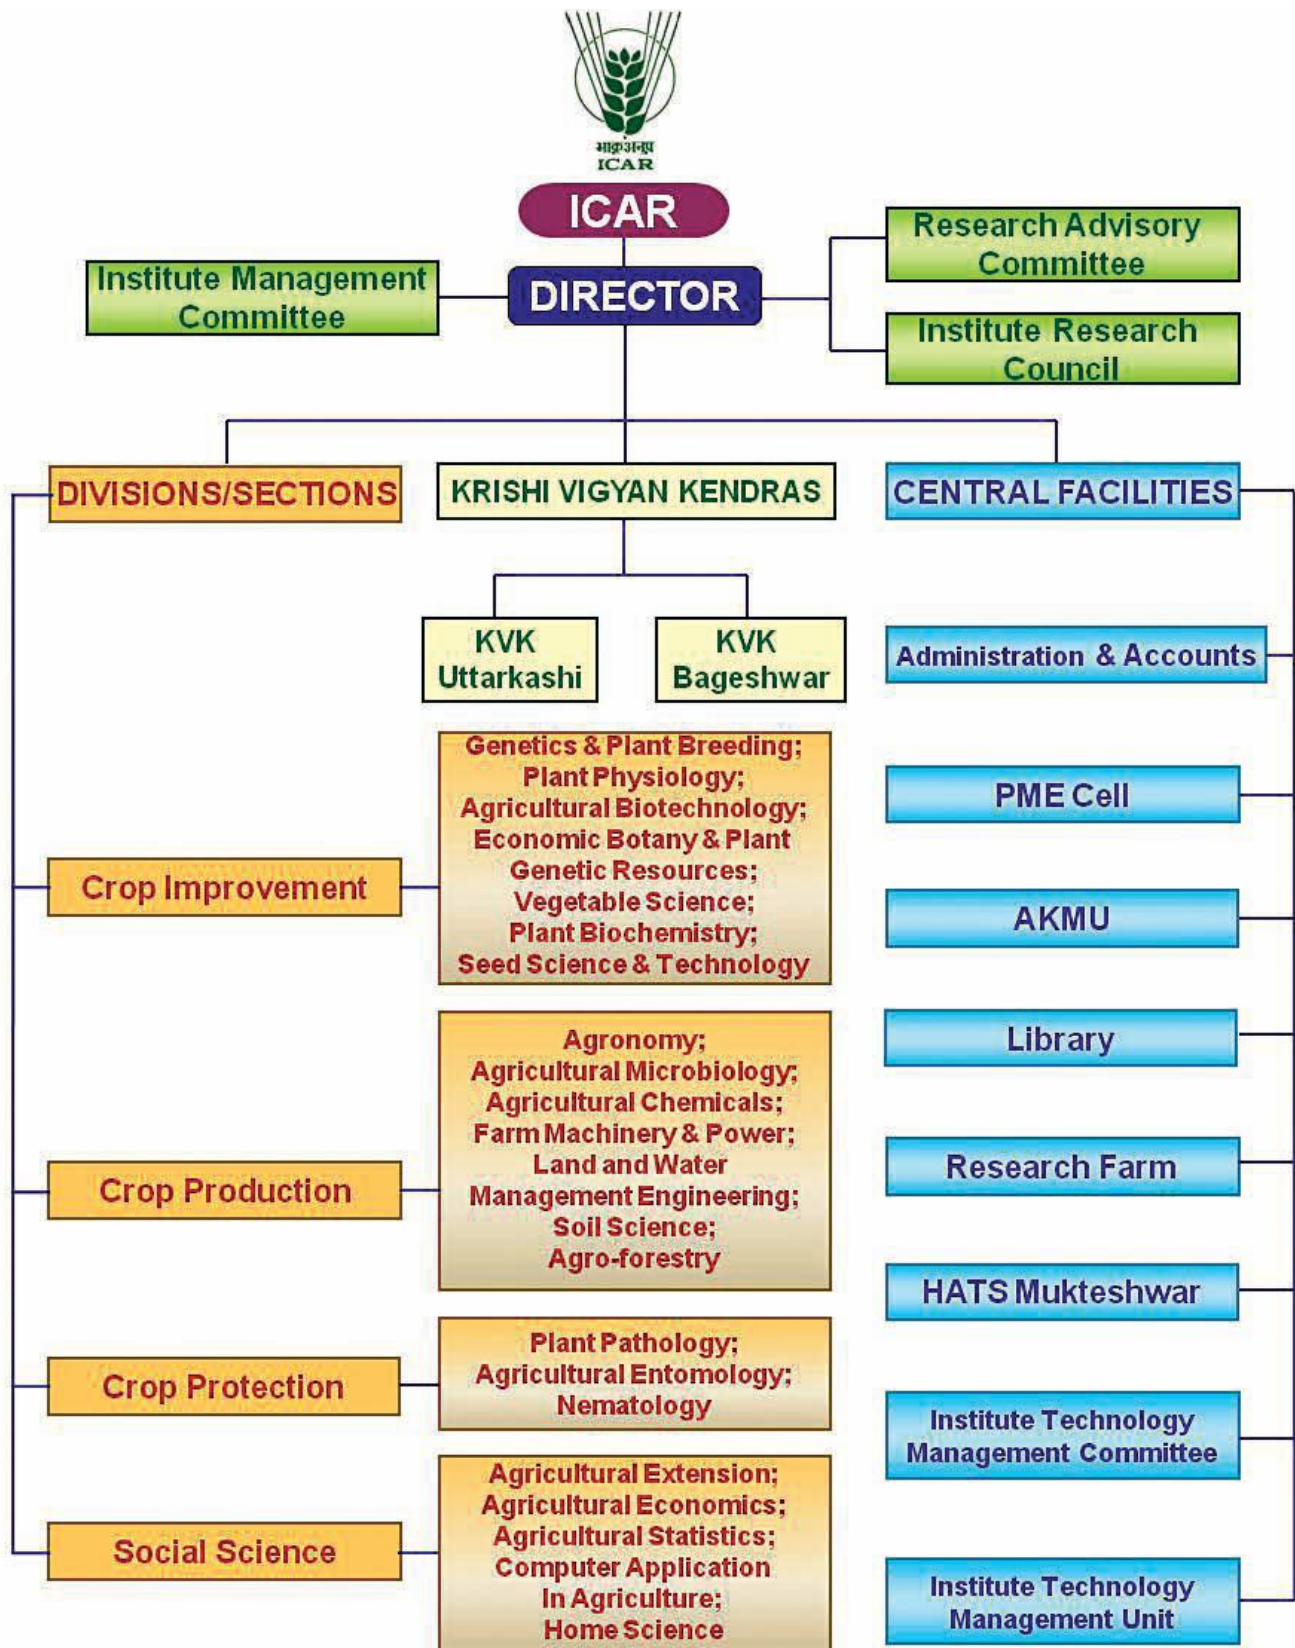 भाकृअनुप
ICAR
ICAR
DIRECTOR
Institute Management
Committee
Research Advisory
Committee
Institute Research
Council
DIVISIONS/SECTIONS
KRISHI VIGYAN KENDRAS
CENTRAL FACILITIES
KVK
Uttarkashi
KVK
Bageshwar
Crop Improvement
Genetics & Plant Breeding;
Plant Physiology;
Agricultural Biotechnology;
Economic Botany & Plant
Genetic Resources;
Vegetable Science;
Plant Biochemistry;
Seed Science & Technology
Crop Production
Agronomy;
Agricultural Microbiology;
Agricultural Chemicals;
Farm Machinery & Power;
Land and Water
Management Engineering;
Soil Science;
Agro-forestry
Crop Protection
Plant Pathology;
Agricultural Entomology;
Nematology
Social Science
Agricultural Extension;
Agricultural Economics;
Agricultural Statistics;
Computer Application
In Agriculture;
Home Science
Administration & Accounts
PME Cell
AKMU
Library
Research Farm
HATS Mukteshwar
Institute Technology
Management Committee
Institute Technology
Management Unit